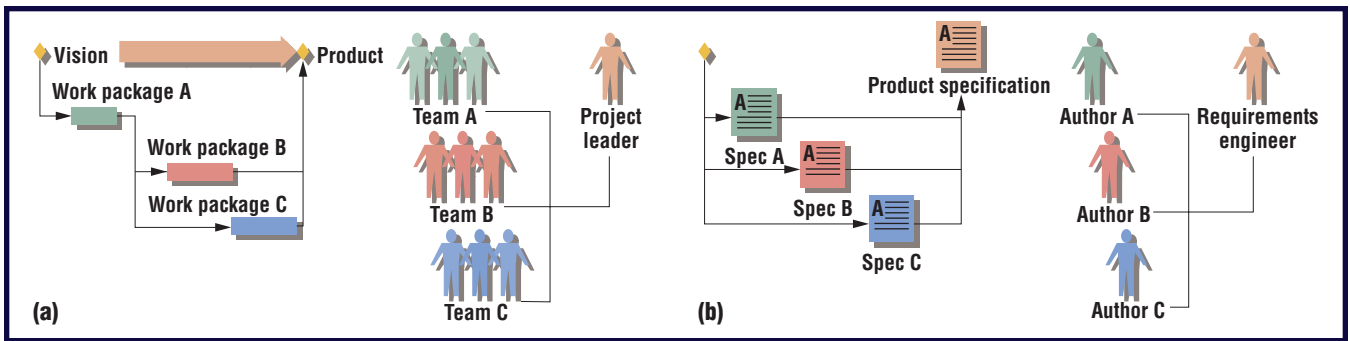 Vision
Product
Work package A
Work package B
Work package C
Team A
Team B
Team C
Project
leader
(a)
A
Product specification
A
Spec A
A
Spec B
A
Spec C
Author A
Author B
Author C
Requirements
engineer
(b)